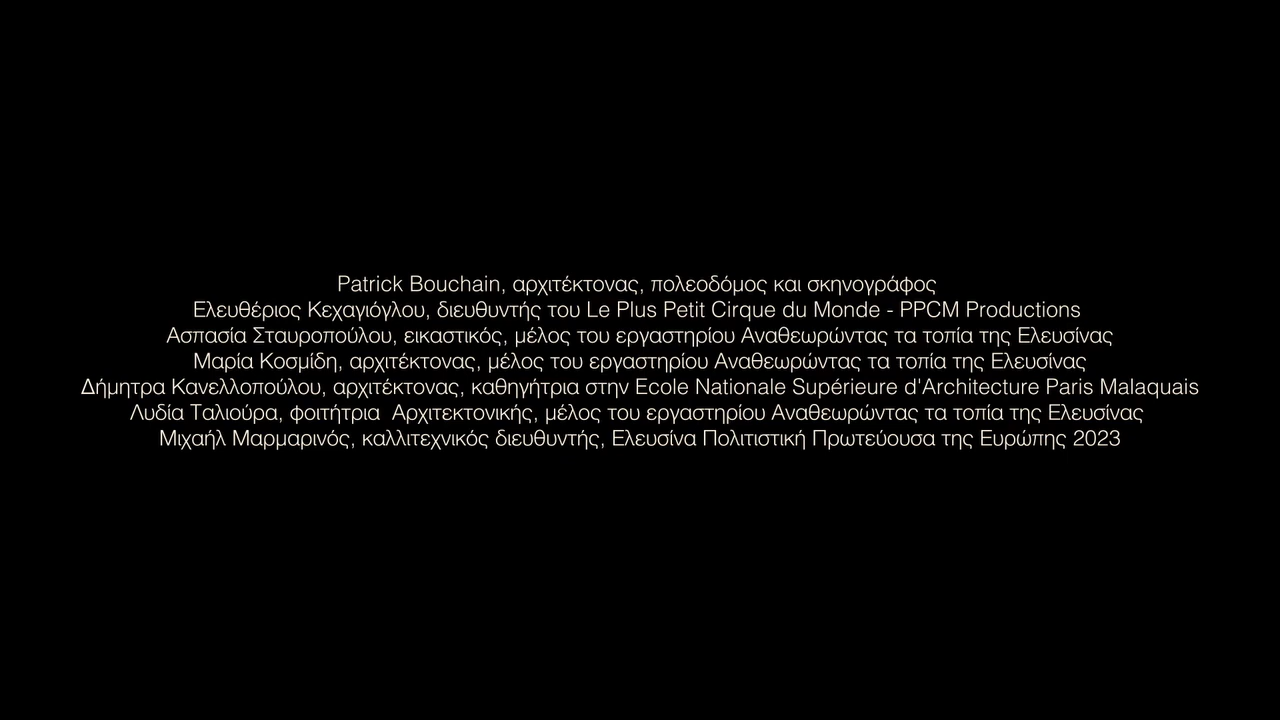 Patrick Bouchain, αρχιτέκτονας, πολεοδόμος και σκηνογράφος
Ελευθέριος Κεχαγιόγλου, διευθυντής του Le Plus Petit Cirque du Monde - PPCM Productions
Ασπασία Σταυροπούλου, εικαστικός, μέλος του εργαστηρίου Αναθεωρώντας τα τοπία της Ελευσίνας
Μαρία Κοσμίδη, αρχιτέκτονας, μέλος του εργαστηρίου Αναθεωρώντας τα τοπία της Ελευσίνας
Δήμητρα Κανελλοπούλου, αρχιτέκτονας, καθηγήτρια στην Ecole Nationale Supérieure d'Architecture Paris Malaquais
Λυδία Ταλιούρα, φοιτήτρια  Αρχιτεκτονικής, μέλος του εργαστηρίου Αναθεωρώντας τα τοπία της Ελευσίνας
Μιχαήλ Μαρμαρινός, καλλιτεχνικός διευθυντής, Ελευσίνα Πολιτιστική Πρωτεύουσα της Ευρώπης 2023